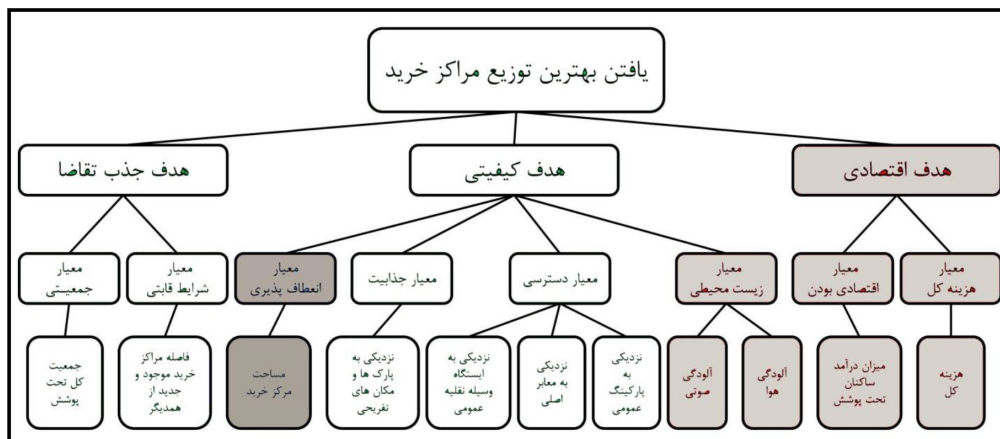 یافتن بهترین توزیع مراکز خرید
هدف اقتصادی
هدف کیفیتی
هدف جذب تقاضا
معیار
هزینه کل
معیار
اقتصادی بودن
معیار
زیست محیطی
معیار دسترسی
معیار جذابیت
معیار
انعطاف پذیری
معیار
شرایط قابتی
معیار
جمعیـتی
هزینه
کل
میزان درآمد
ساکنان
تحت پوشش
آلودگی
هوا
آلودگی
صوتی
نزدیکی
به
پارکینگ
عمومی
نزدیکی
به معابر
اصلی
نزدیکی به
ایستگاه
وسیله نقلیه
عمومی
نزدیکی به
پارک ها و
مکان های
تفریحی
مساحت
مرکز خرید
فاصله مراکز
خرید موجود و
جدید از
همدیگر
جمعیت
کل تحت
پوشش